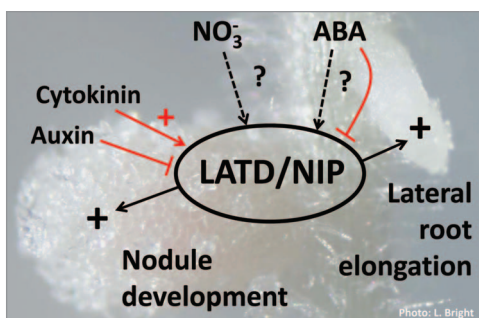 NO₃⁻
ABA
?
?
Cytokinin
+
Auxin
+
LATD/NIP
+
Lateral
root
elongation
Nodule
development
Photo: L. Bright